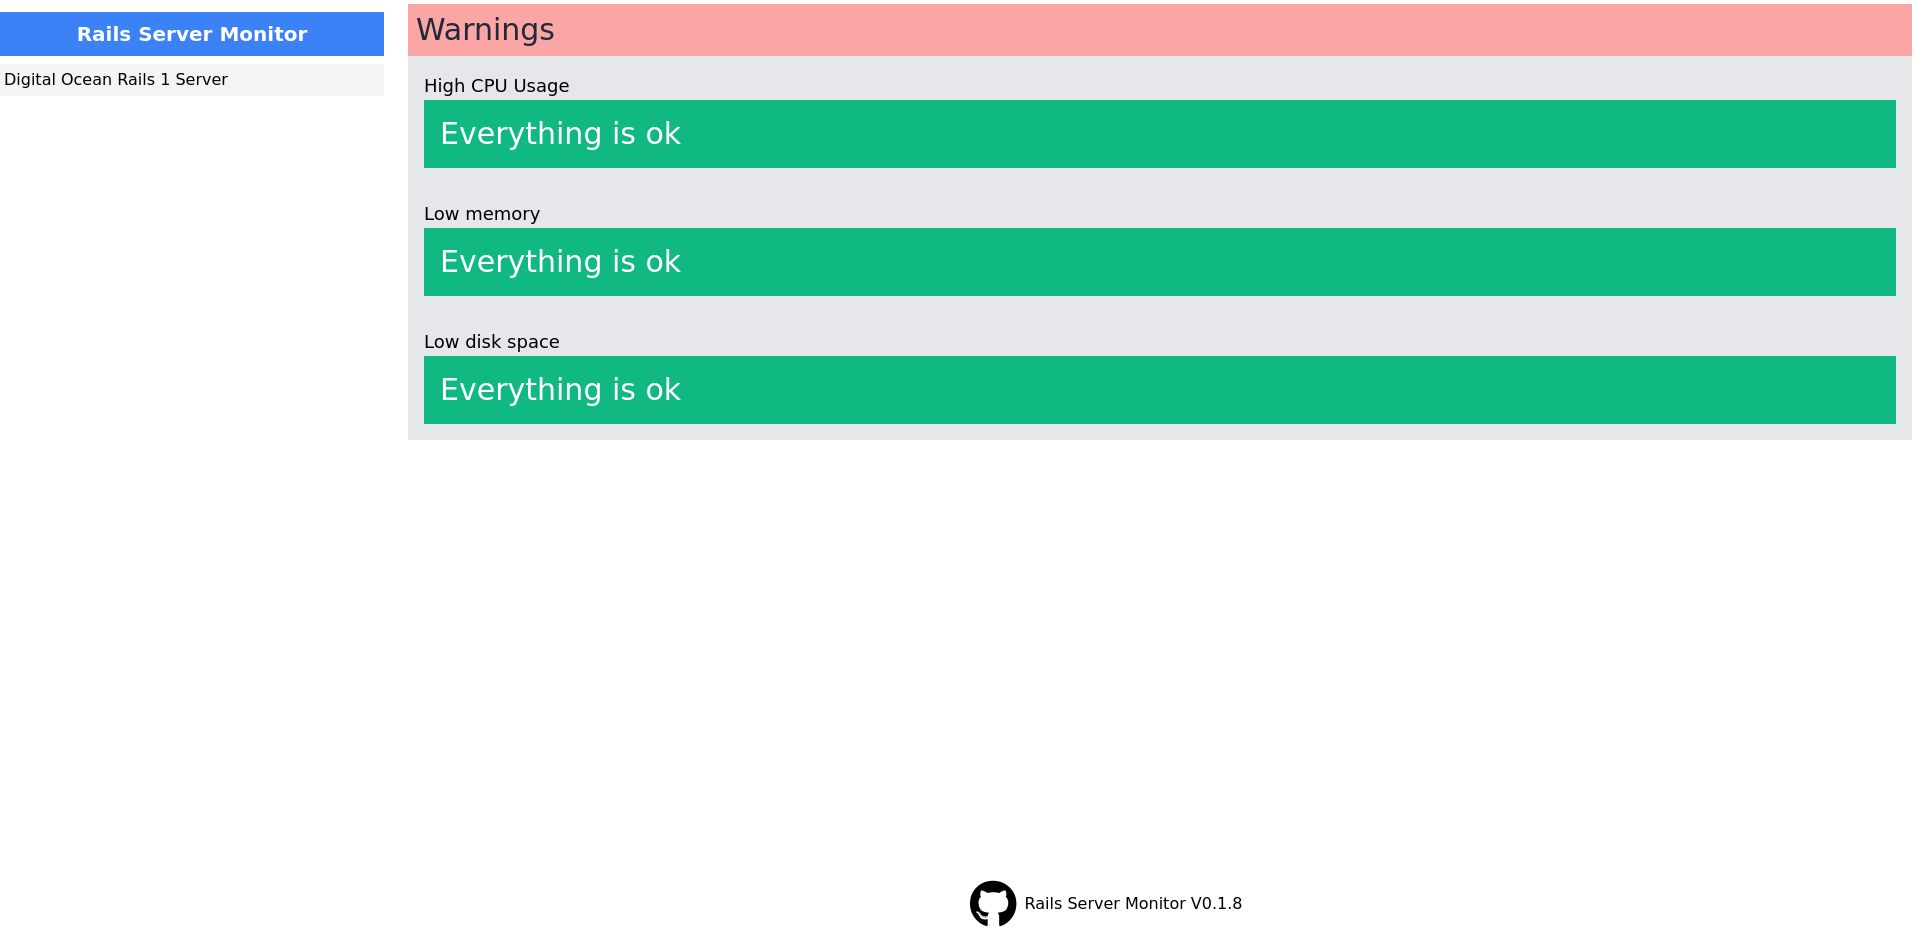 Rails Server Monitor
Digital Ocean Rails 1 Server
Warnings
High CPU Usage
Everything is ok
Low memory
Everything is ok
Low disk space
Everything is ok
Rails Server Monitor V0.1.8